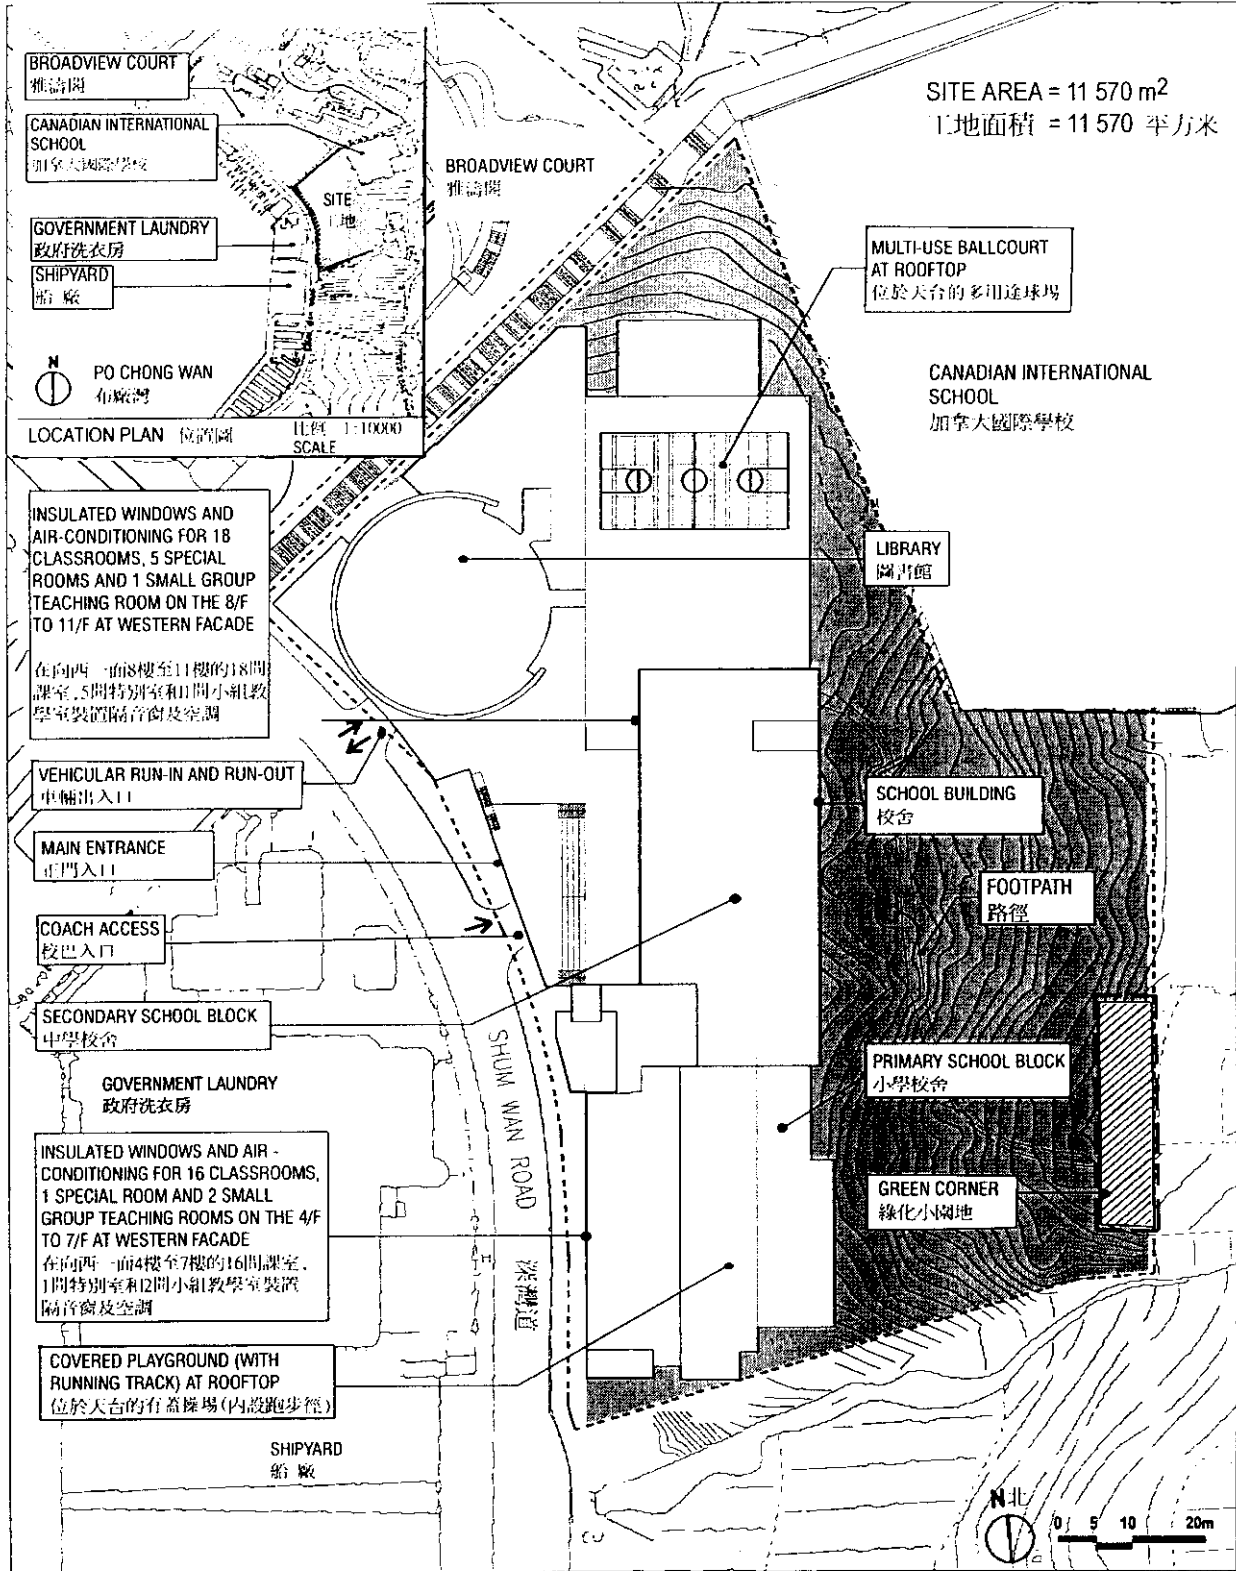 BROADVIEW COURT
雅濤閣
CANADIAN INTERNATIONAL
SCHOOL
加拿大國際學校
SITE
工地
GOVERNMENT LAUNDRY
政府洗衣房
SHIPYARD
船廠
N
PO CHONG WAN
布廠灣
LOCATION PLAN 位置圖
比例 1:10000
SCALE
BROADVIEW COURT
雅濤閣
SITE AREA = 11 570 m²
工地面積 = 11 570 平方米
MULTI-USE BALLCOURT
AT ROOFTOP
位於天台的多用途球場
CANADIAN INTERNATIONAL
SCHOOL
加拿大國際學校
INSULATED WINDOWS AND
AIR-CONDITIONING FOR 18
CLASSROOMS, 5 SPECIAL
ROOMS AND 1 SMALL GROUP
TEACHING ROOM ON THE 8/F
TO 11/F AT WESTERN FACADE
在向西一面8樓至11樓的18間
課室,5間特別室和1間小組教
學室裝置隔音窗及空調
LIBRARY
圖書館
VEHICULAR RUN-IN AND RUN-OUT
車輛出入口
MAIN ENTRANCE
正門入口
COACH ACCESS
校巴入口
SECONDARY SCHOOL BLOCK
中學校舍
SCHOOL BUILDING
校舍
FOOTPATH
路徑
GOVERNMENT LAUNDRY
政府洗衣房
PRIMARY SCHOOL BLOCK
小學校舍
SHUM WAN ROAD
深灣道
INSULATED WINDOWS AND AIR -
CONDITIONING FOR 16 CLASSROOMS,
1 SPECIAL ROOM AND 2 SMALL
GROUP TEACHING ROOMS ON THE 4/F
TO 7/F AT WESTERN FACADE
在向西一面4樓至7樓的16間課室,
1間特別室和2間小組教學室裝置
隔音窗及空調
GREEN CORNER
綠化小園地
COVERED PLAYGROUND (WITH
RUNNING TRACK) AT ROOFTOP
位於天台的有蓋操場(內設跑步徑)
SHIPYARD
船廠
N 北
0 5 10 20m